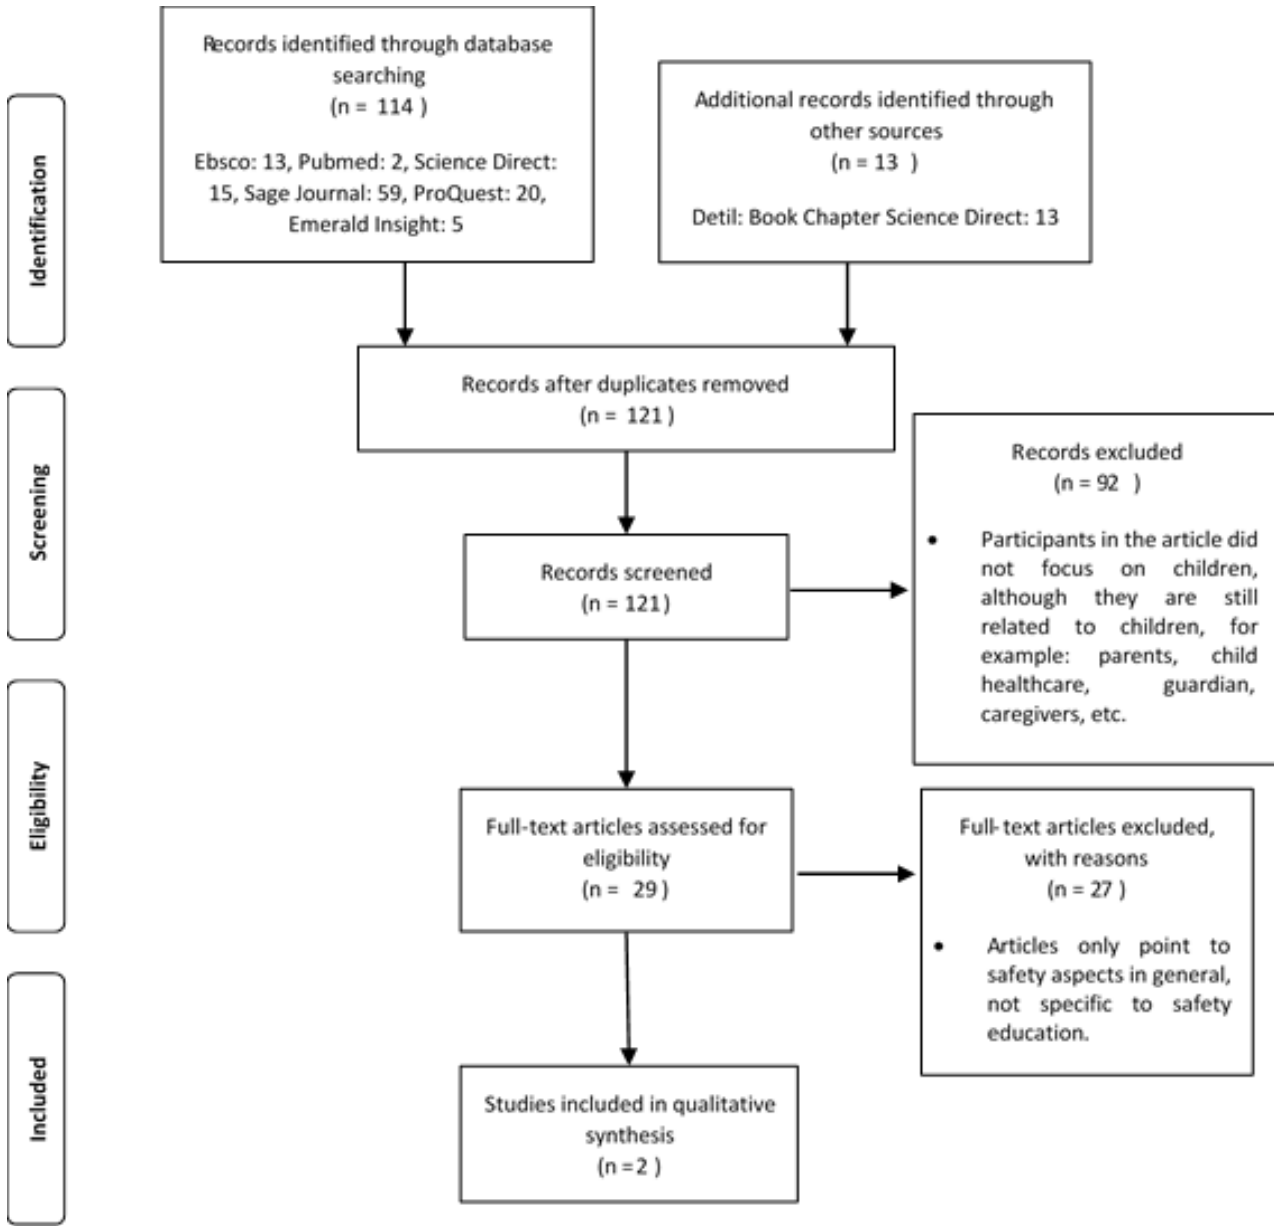 Records identified through database
searching
(n = 114 )
Ebsco: 13, Pubmed: 2, Science Direct:
15, Sage Journal: 59, ProQuest: 20,
Emerald Insight: 5
Additional records identified through
other sources
(n = 13 )
Detil: Book Chapter Science Direct: 13
Identification
Records after duplicates removed
(n = 121 )
Screening
Records screened
(n = 121)
Records excluded
(n = 92 )
• Participants in the article did
not focus on children,
although they are still
related to children, for
example: parents, child
healthcare, guardian,
caregivers, etc.
Eligibility
Full-text articles assessed for
eligibility
(n = 29 )
Full-text articles excluded,
with reasons
(n = 27 )
• Articles only point to
safety aspects in general,
not specific to safety
education.
Included
Studies included in qualitative
synthesis
(n =2 )